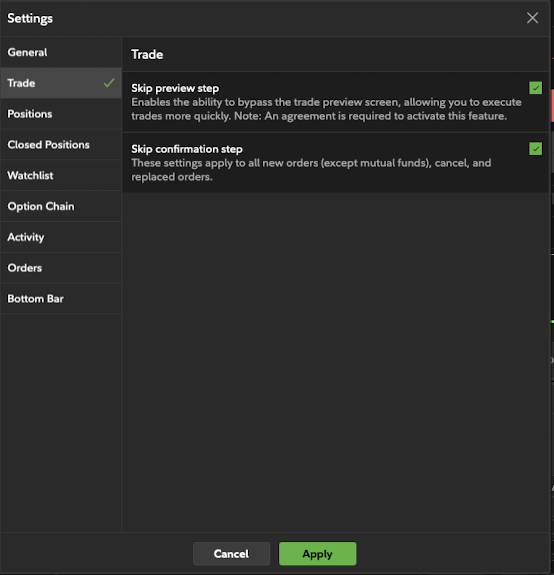 Settings
General
Trade
Positions
Closed Positions
Watchlist
Option Chain
Activity
Orders
Bottom Bar
Trade
Skip preview step
Enables the ability to bypass the trade preview screen, allowing you to execute
trades more quickly. Note: An agreement is required to activate this feature.
Skip confirmation step
These settings apply to all new orders (except mutual funds), cancel, and
replaced orders.
Cancel
Apply